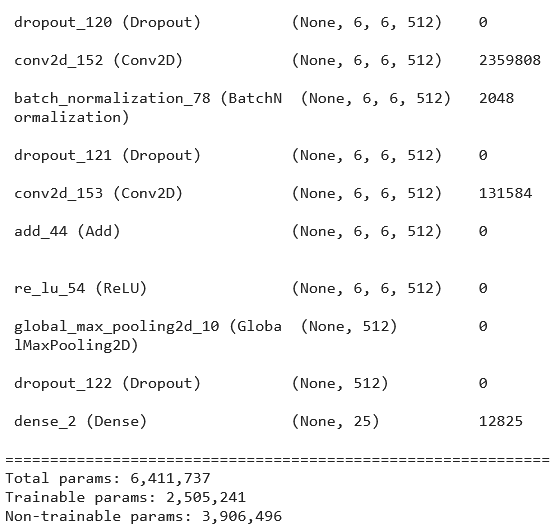 dropout_120 (Dropout) (None, 6, 6, 512) 0
conv2d_152 (Conv2D) (None, 6, 6, 512) 2359808
batch_normalization_78 (BatchN (None, 6, 6, 512) 2048
ormalization)
dropout_121 (Dropout) (None, 6, 6, 512) 0
conv2d_153 (Conv2D) (None, 6, 6, 512) 131584
add_44 (Add) (None, 6, 6, 512) 0
re_lu_54 (ReLU) (None, 6, 6, 512) 0
global_max_pooling2d_10 (Globa (None, 512) 0
lMaxPooling2D)
dropout_122 (Dropout) (None, 512) 0
dense_2 (Dense) (None, 25) 12825
=================================================================
Total params: 6,411,737
Trainable params: 2,505,241
Non-trainable params: 3,906,496